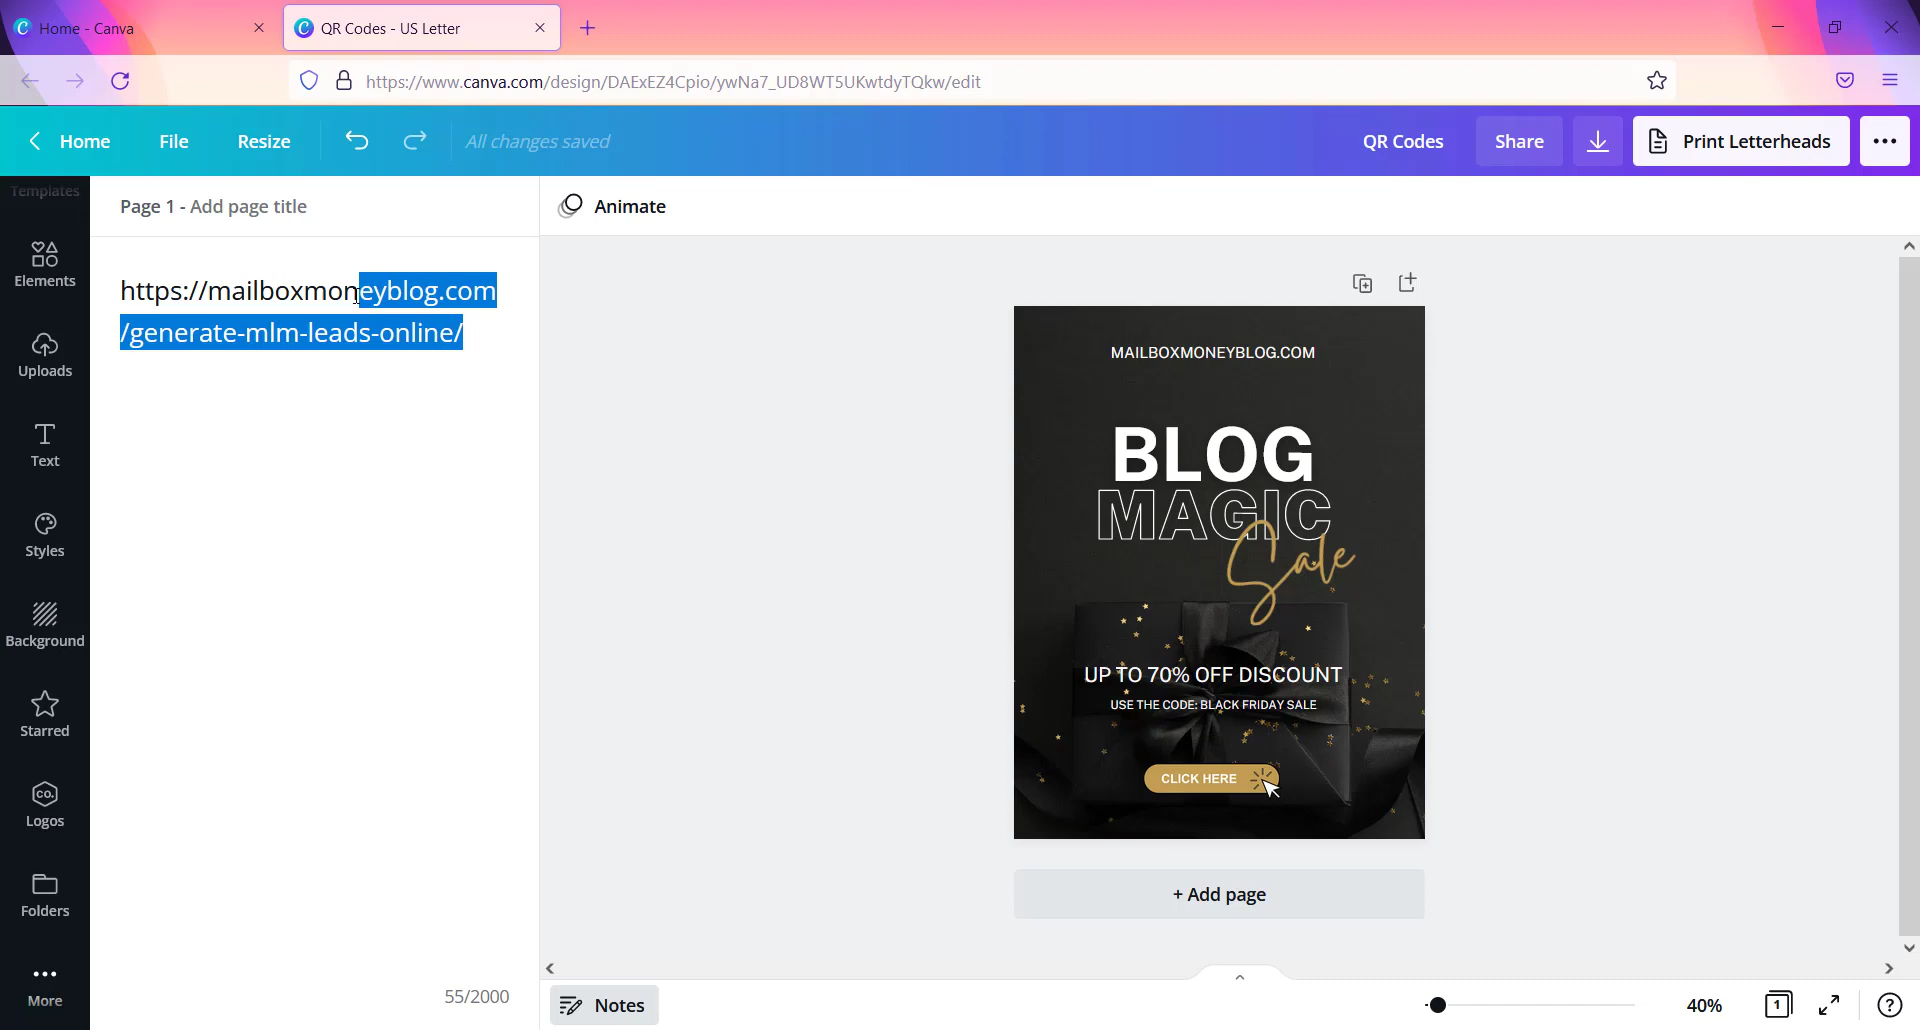 Home - Canva
QR Codes - US Letter
https://www.canva.com/design/DAExEZ4Cpio/ywNa7_UD8WT5UKwtdyTQkw/edit
Home File Resize All changes saved QR Codes Share Print Letterheads
Templates
Elements
Uploads
Text
Styles
Background
Starred
CO.
Logos
Folders
More
Page 1 - Add page title
https://mailboxmoneyblog.com
/generate-mlm-leads-online/
55/2000
Animate
MAILBOXMONEYBLOG.COM
BLOG
MAGIC
Sale
UP TO 70% OFF DISCOUNT
USE THE CODE: BLACK FRIDAY SALE
CLICK HERE
+ Add page
Notes
40%
1
?